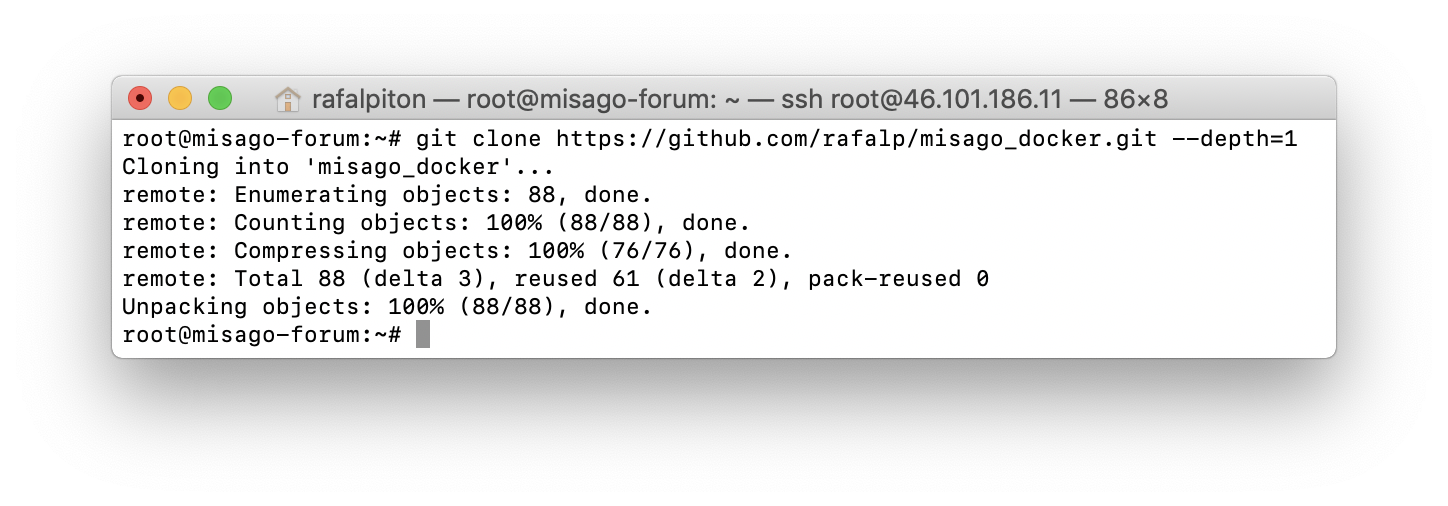 rafalpiton — root@misago-forum: ~ — ssh root@46.101.186.11 — 86×8
root@misago-forum:~# git clone https://github.com/rafalp/misago_docker.git --depth=1
Cloning into 'misago_docker'...
remote: Enumerating objects: 88, done.
remote: Counting objects: 100% (88/88), done.
remote: Compressing objects: 100% (76/76), done.
remote: Total 88 (delta 3), reused 61 (delta 2), pack-reused 0
Unpacking objects: 100% (88/88), done.
root@misago-forum:~#